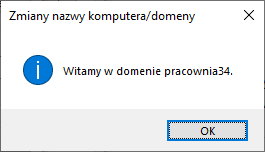 Zmiany nazwy komputera/domeny
Witamy w domenie pracownia34.
OK